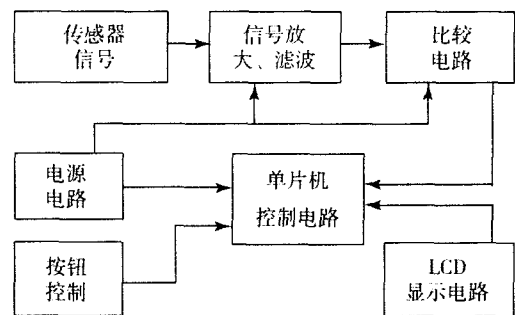 传感器
信号
信号放
大、滤波
比较
电路
电源
电路
单片机
控制电路
按钮
控制
LCD
显示电路